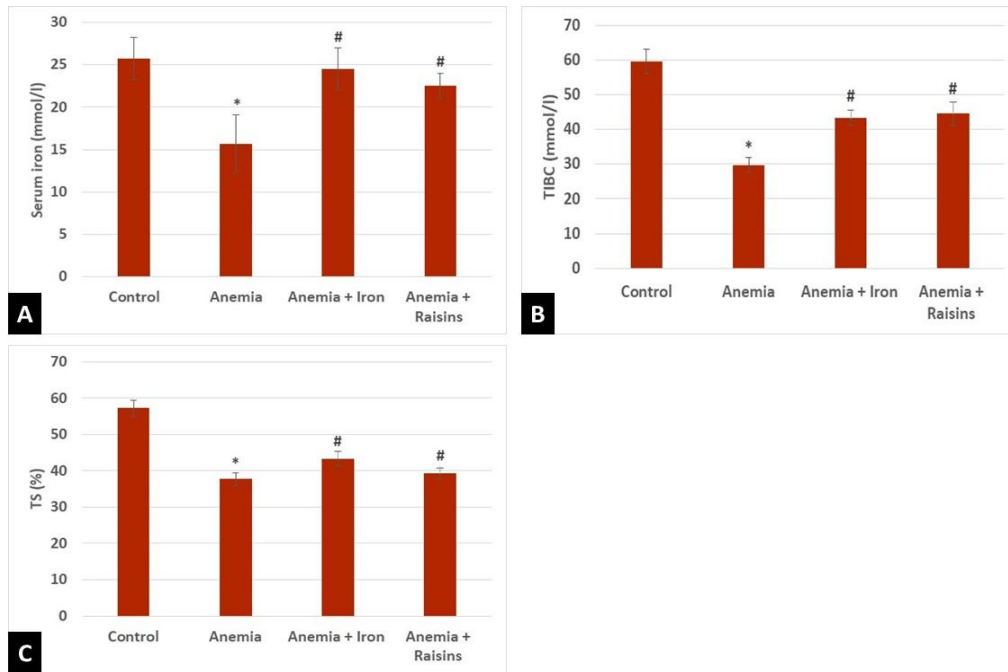 30
25
20
15
10
5
0
Serum iron (mmol/l)
*
#
#
Control
Anemia
Anemia + Iron
Anemia +
Raisins
A
70
60
50
40
30
20
10
0
TIBC (mmol/l)
*
#
#
Control
Anemia
Anemia + Iron
Anemia +
Raisins
B
70
60
50
40
30
20
10
0
TS (%)
*
#
#
Control
Anemia
Anemia + Iron
Anemia +
Raisins
C